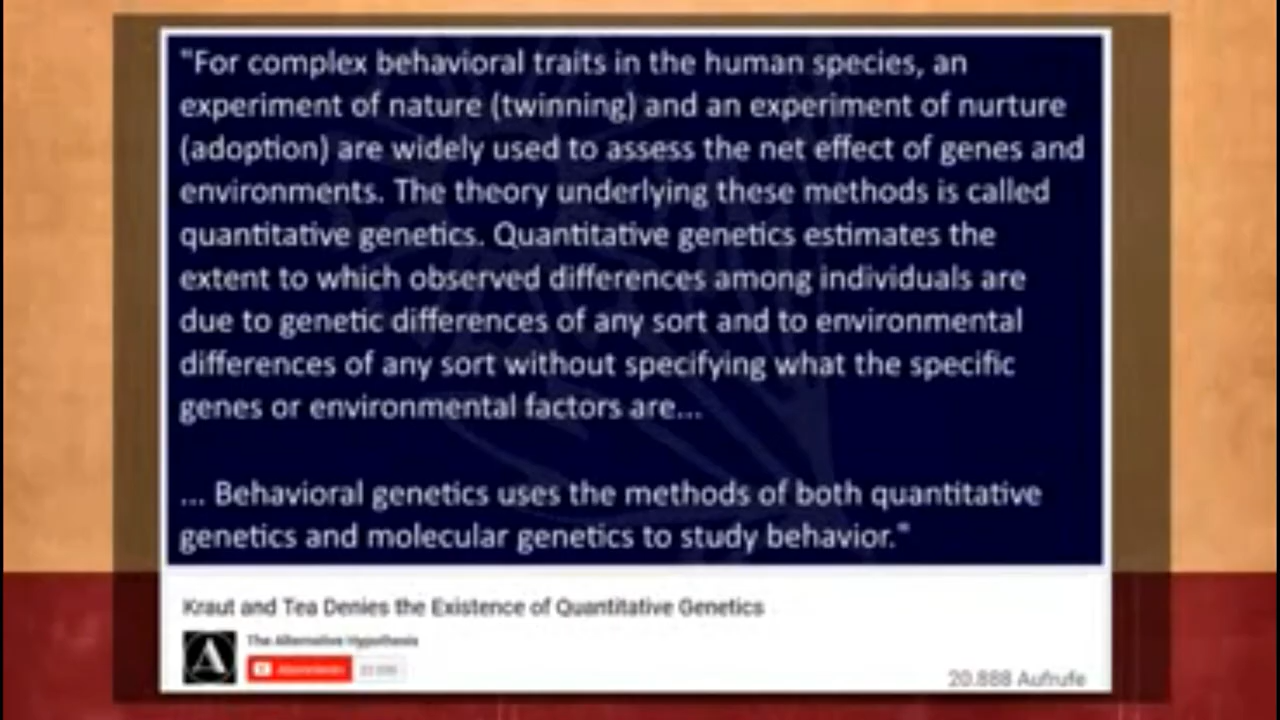 "For complex behavioral traits in the human species, an
experiment of nature (twinning) and an experiment of nurture
(adoption) are widely used to assess the net effect of genes and
environments. The theory underlying these methods is called
quantitative genetics. Quantitative genetics estimates the
extent to which observed differences among individuals are
due to genetic differences of any sort and to environmental
differences of any sort without specifying what the specific
genes or environmental factors are...
... Behavioral genetics uses the methods of both quantitative
genetics and molecular genetics to study behavior."
Kraut and Tea Denies the Existence of Quantitative Genetics
A
The Alternative Hypothesis
20.888 Aufrufe